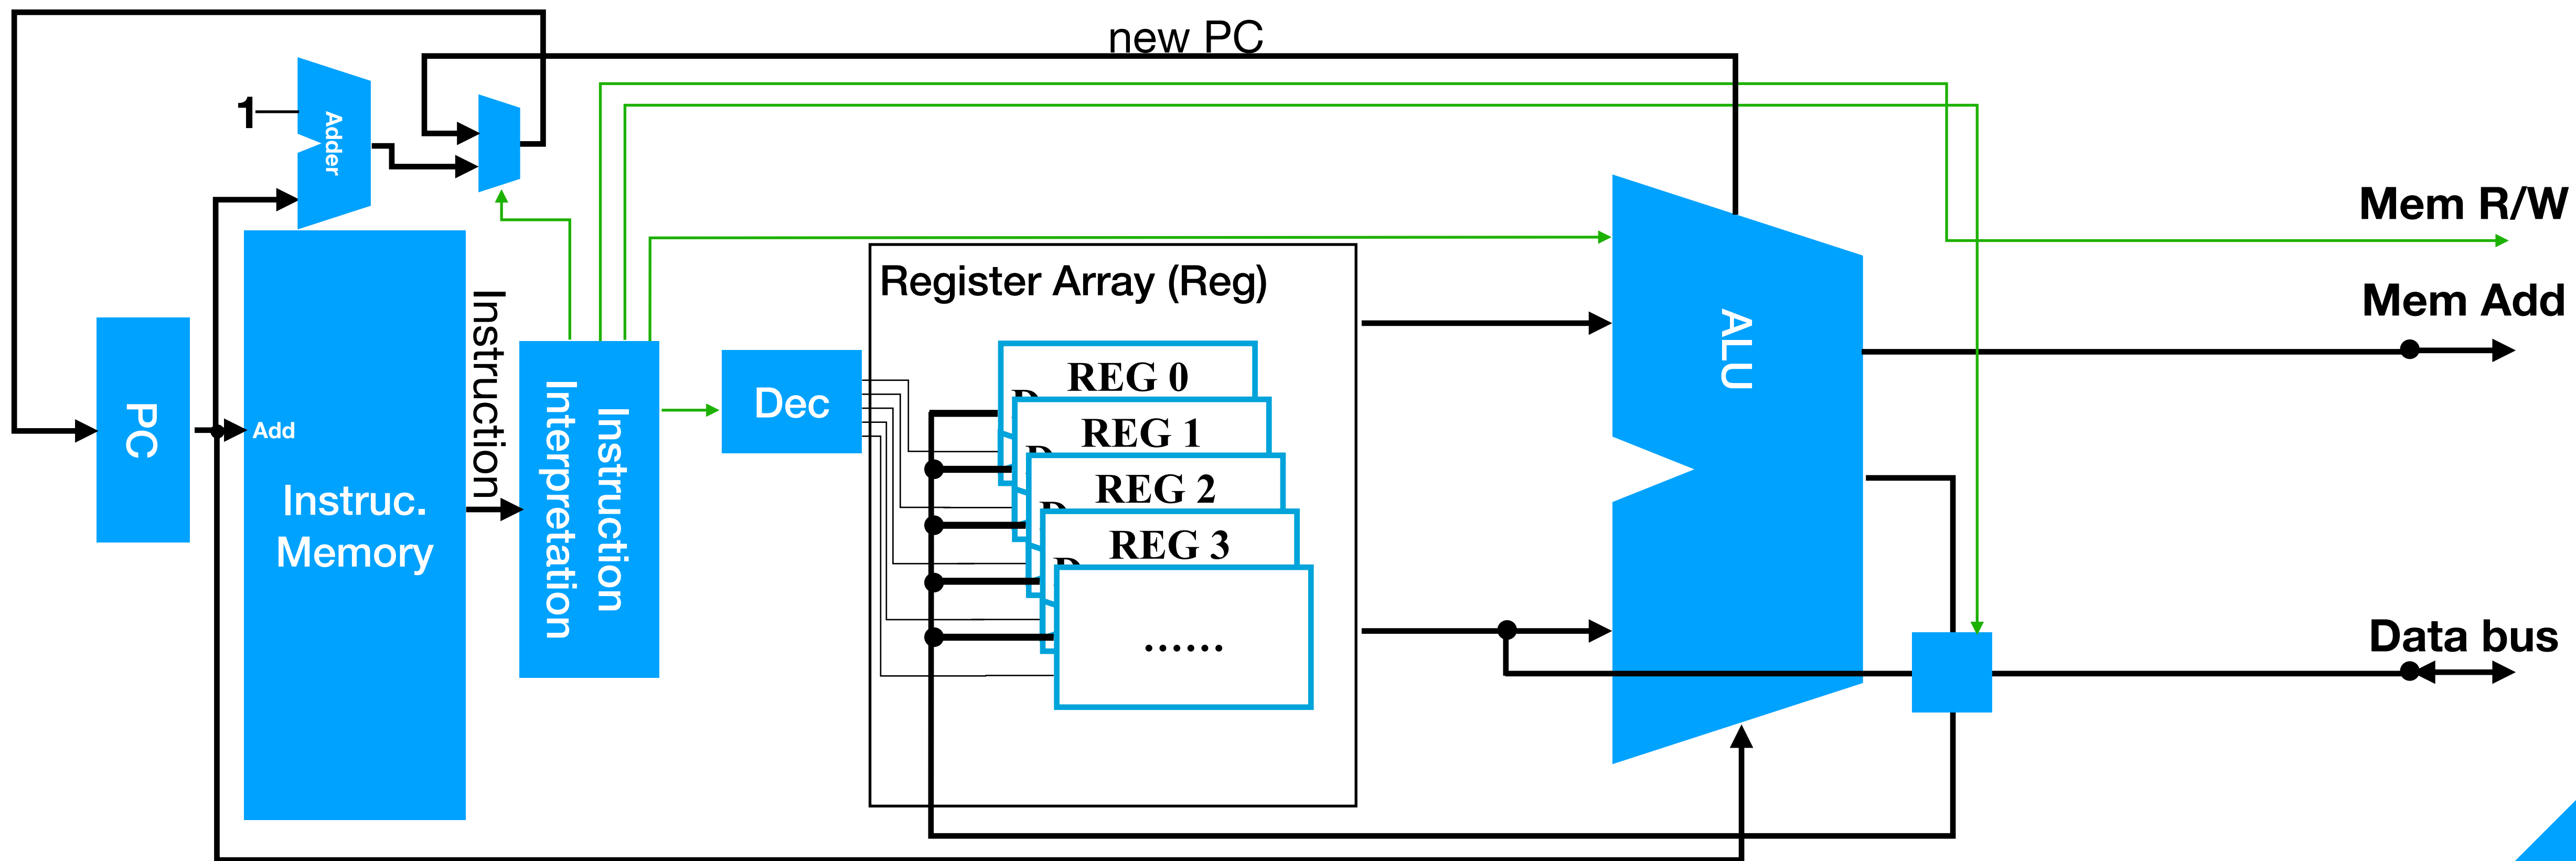 new PC
1
Adder
Mem R/W
Mem Add
Register Array (Reg)
Instruction
ALU
REG 0
D
Dec
PC
Add
REG 1
D
Instruction
Interpretation
Instruc.
Memory
REG 2
D
REG 3
D
......
Data bus